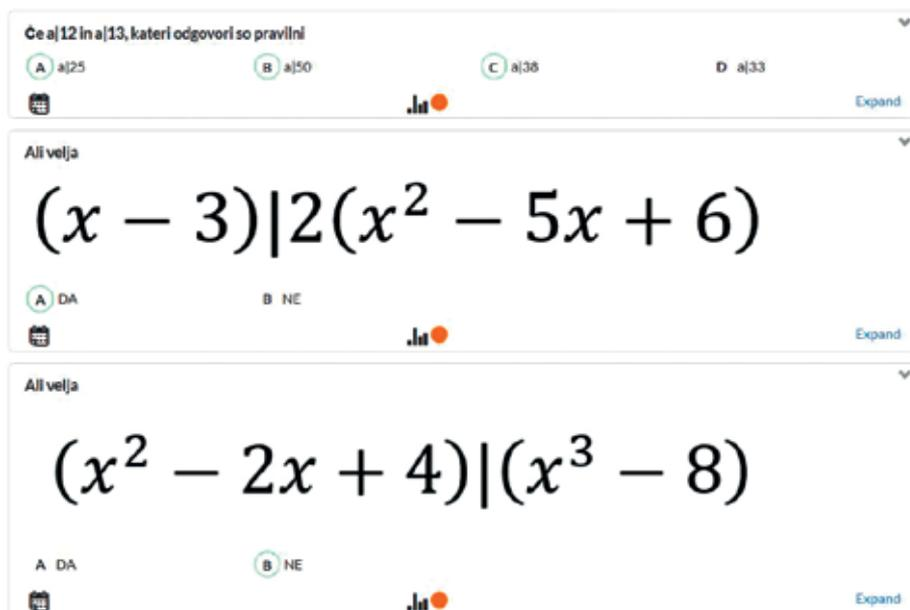 Če a|12 in a|13, kateri odgovori so pravilni
A a|25 B a|50 C a|38 D a|33
Expand
Ali velja
(x − 3)|2(x² − 5x + 6)
A DA B NE
Expand
Ali velja
(x² − 2x + 4)|(x³ − 8)
A DA B NE
Expand